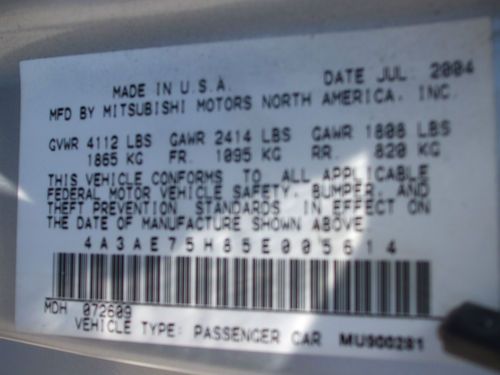 MADE IN U.S.A. DATE JUL 2004
MFD BY MITSUBISHI MOTORS NORTH AMERICA, INC.
GVWR 4112 LBS GAWR 2414 LBS GAWR 1808 LBS
1865 KG FR. 1095 KG RR. 820 KG
THIS VEHICLE CONFORMS TO ALL APPLICABLE
FEDERAL MOTOR VEHICLE SAFETY, BUMPER, AND
THEFT PREVENTION STANDARDS IN EFFECT ON
THE DATE OF MANUFACTURE SHOWN ABOVE
4A3AE75H85E005614
MDH 072609
VEHICLE TYPE: PASSENGER CAR MU900281